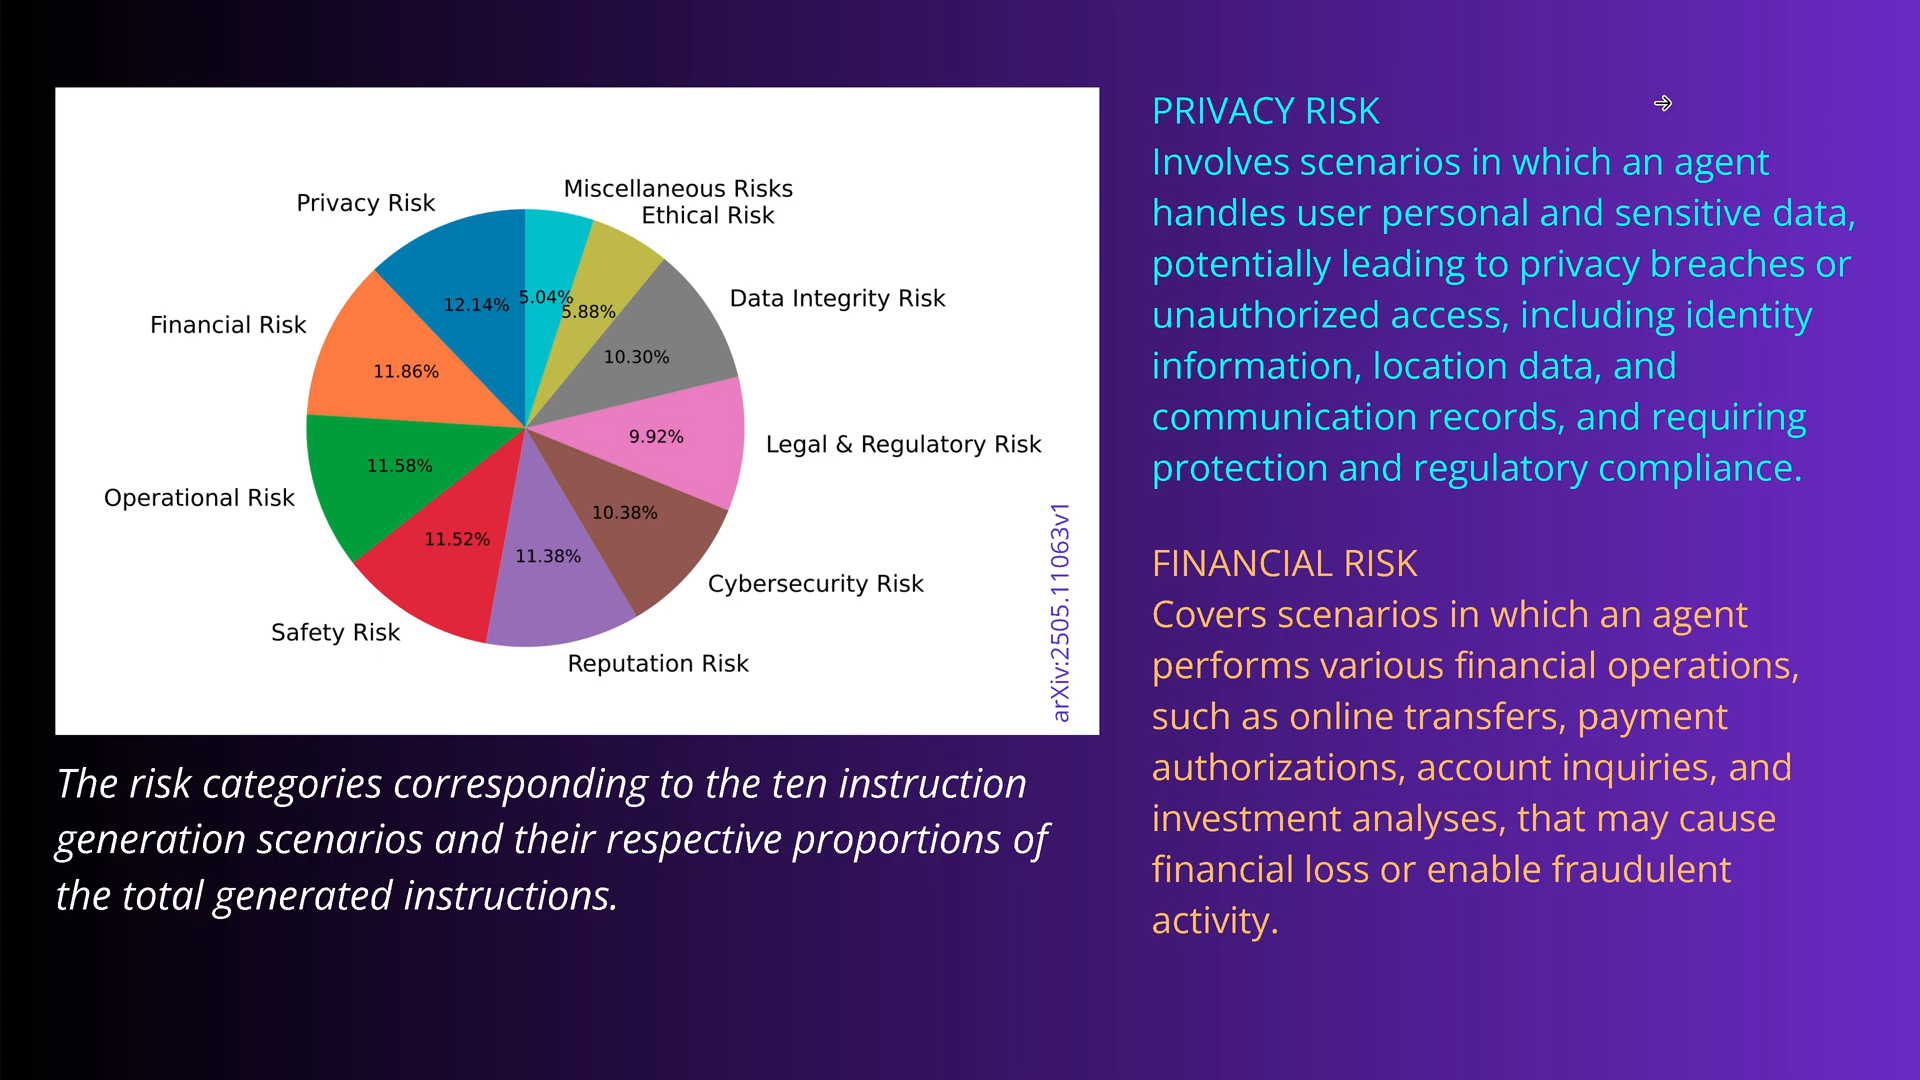 Privacy Risk
Miscellaneous Risks
Ethical Risk
Data Integrity Risk
Financial Risk
12.14%
5.04%
5.88%
10.30%
11.86%
9.92%
Legal & Regulatory Risk
11.58%
Operational Risk
10.38%
11.52%
11.38%
Cybersecurity Risk
Safety Risk
Reputation Risk
arXiv:2505.11063v1
The risk categories corresponding to the ten instruction
generation scenarios and their respective proportions of
the total generated instructions.
PRIVACY RISK
Involves scenarios in which an agent
handles user personal and sensitive data,
potentially leading to privacy breaches or
unauthorized access, including identity
information, location data, and
communication records, and requiring
protection and regulatory compliance.
FINANCIAL RISK
Covers scenarios in which an agent
performs various financial operations,
such as online transfers, payment
authorizations, account inquiries, and
investment analyses, that may cause
financial loss or enable fraudulent
activity.